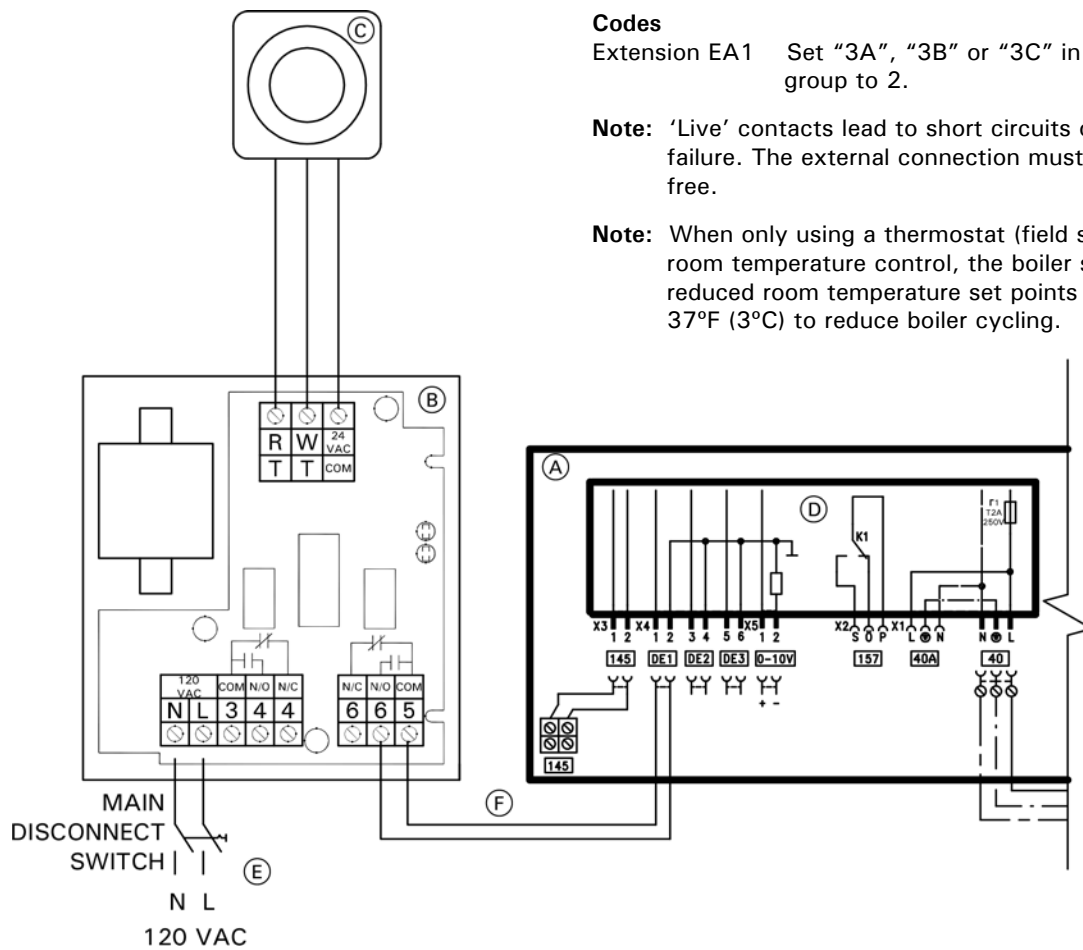 C
Codes
Extension EA1 Set “3A”, “3B” or “3C” in
group to 2.
Note: ‘Live’ contacts lead to short circuits
failure. The external connection must
free.
Note: When only using a thermostat (field
room temperature control, the boiler
reduced room temperature set points
37ºF (3ºC) to reduce boiler cycling.
B
R W 24 VAC
T T COM
A
D
K1
T2A
250V
X3 1 2 X4 1 2 3 4 5 6 X5 1 2 X2 S Ö P X1 L N N L
145 DE1 DE2 DE3 0-10V 157 40A 40
+ -
145
120 VAC COM N/O N/C
N L 3 4 4
N/C N/O COM
6 6 5
F
MAIN
DISCONNECT
SWITCH
E
N L
120 VAC